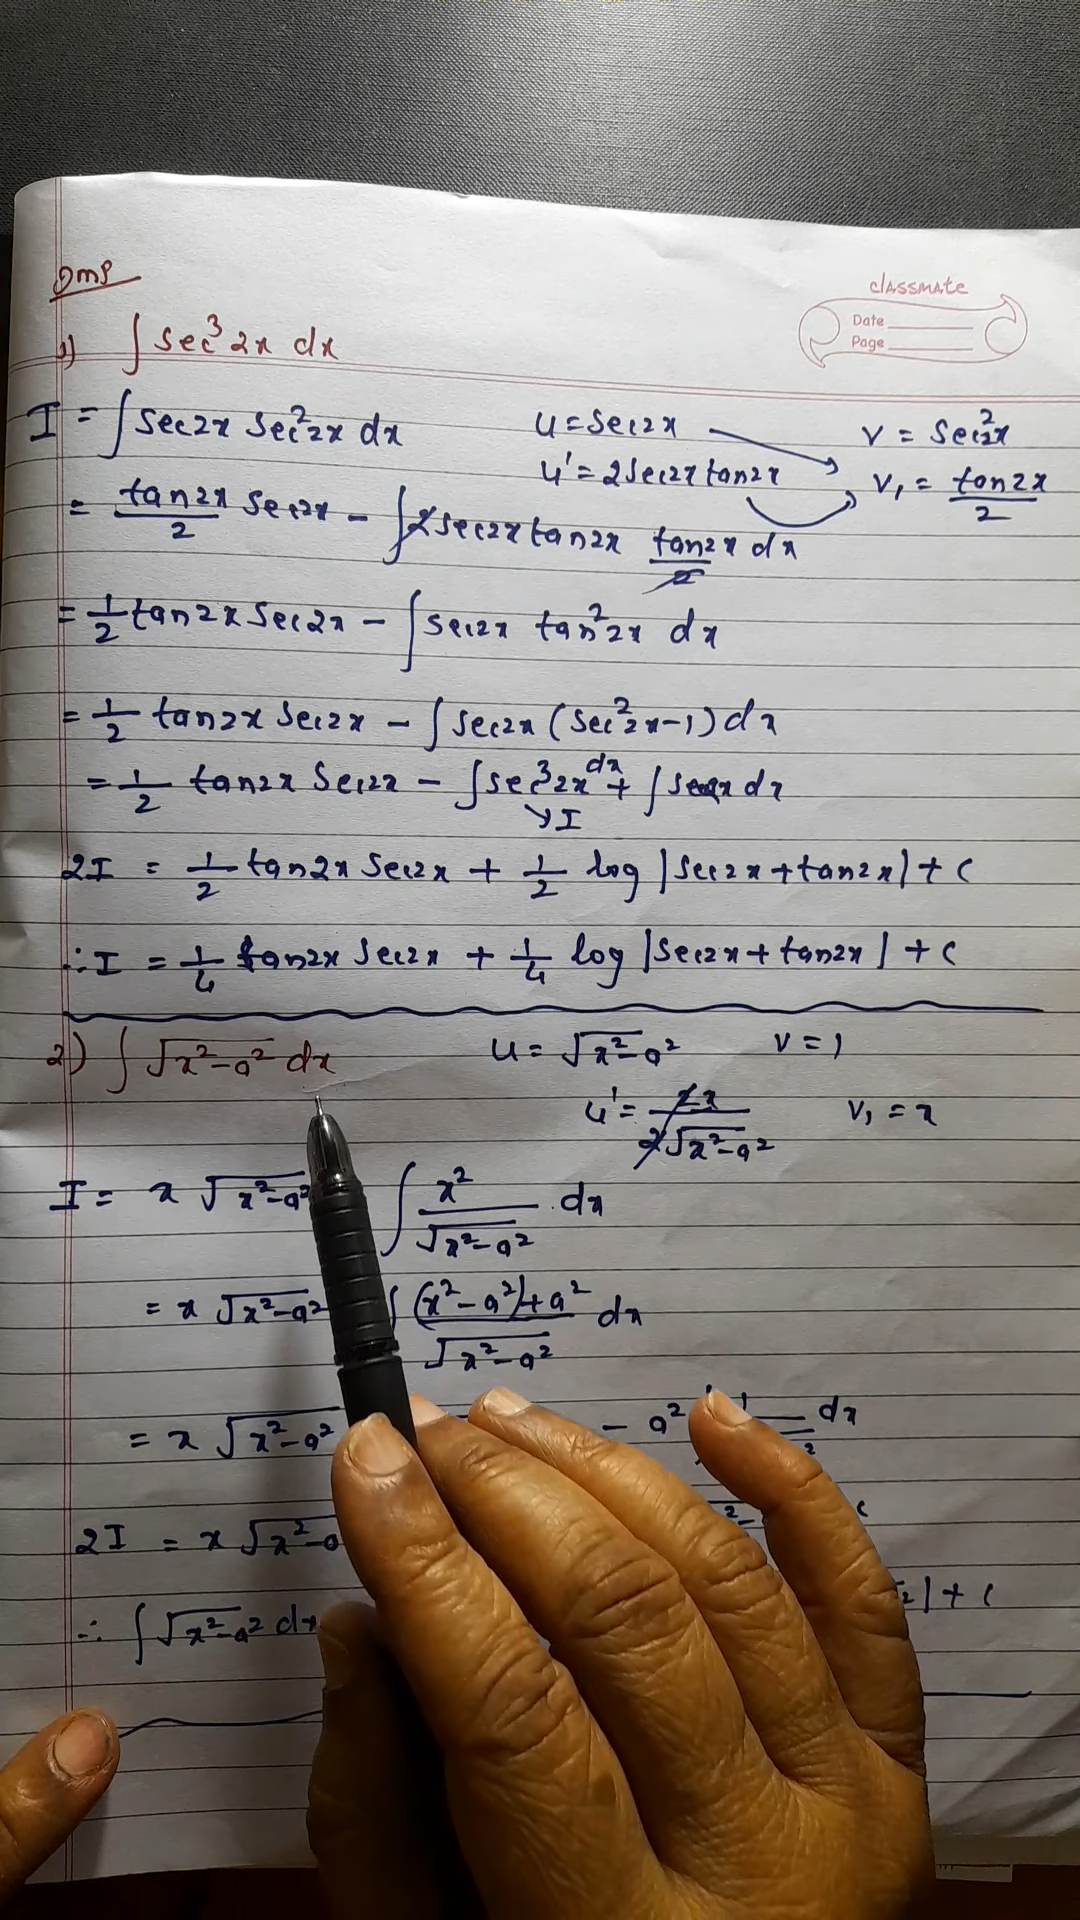 classmate
Date
Page
1) ∫ sec³ 2x dx
I = ∫ sec2x sec²2x dx    u = sec2x    v = sec²2x
u' = 2sec2x tan2x    v₁ = tan2x/2
= tan2x/2 sec2x - ∫ 2sec2x tan2x tan2x/2 dx
= 1/2 tan2x sec2x - ∫ sec2x tan²2x dx
= 1/2 tan2x sec2x - ∫ sec2x (sec²2x-1) dx
= 1/2 tan2x sec2x - ∫ sec³2x dx + ∫ sec2x dx
↘ I
2I = 1/2 tan2x sec2x + 1/2 log |sec2x + tan2x| + c
∴ I = 1/4 tan2x sec2x + 1/4 log |sec2x + tan2x| + c
2) ∫ √x²-a² dx    u = √x²-a²    v = 1
u' = 2x/2√x²-a²    v₁ = x
I = x √x²-a² ∫ x²/√x²-a² . dx
= x √x²-a² ∫ (x²-a²)+a²/√x²-a² dx
= x √x²-a² - a² dx
2I = x √x²-a
∴ ∫ √x²-a² dx | + c